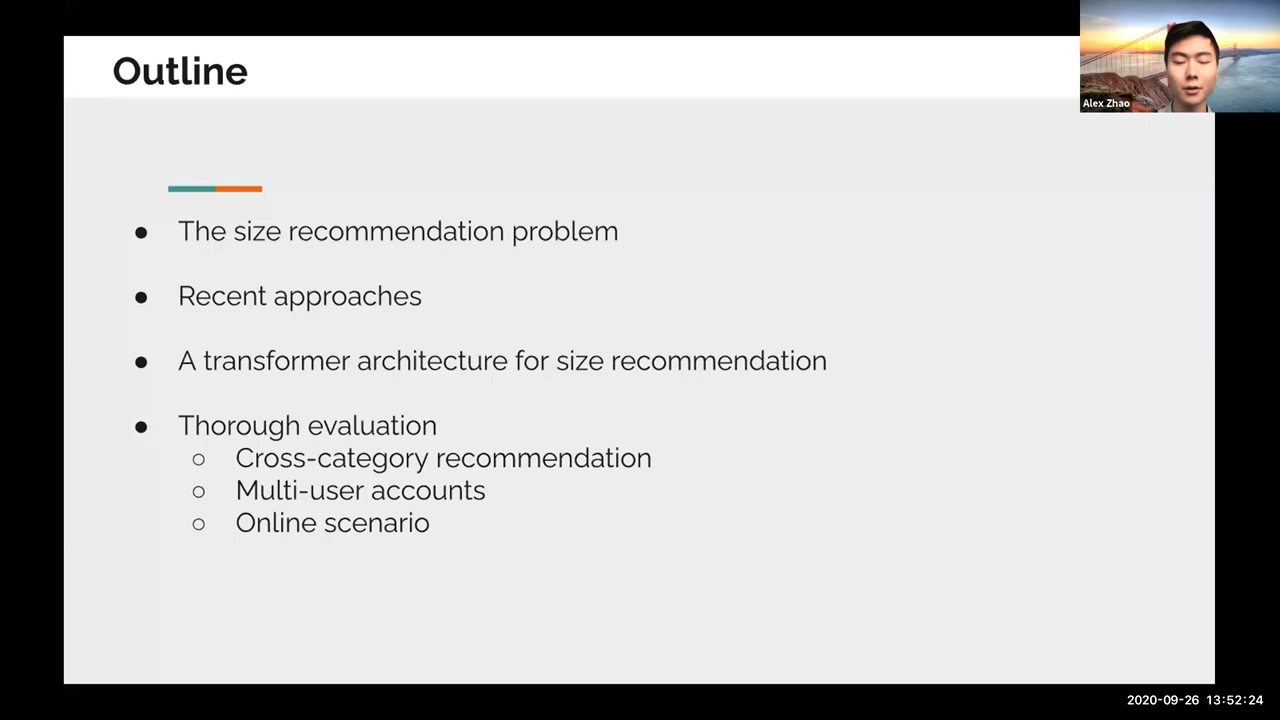 Outline
Alex Zhao
● The size recommendation problem
● Recent approaches
● A transformer architecture for size recommendation
● Thorough evaluation
○ Cross-category recommendation
○ Multi-user accounts
○ Online scenario
2020-09-26 13:52:24